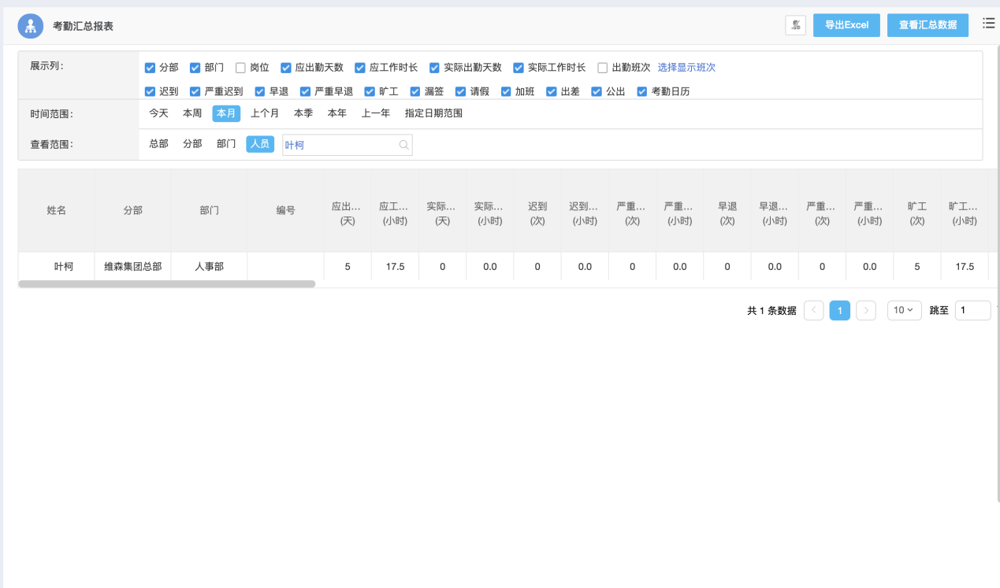 考勤汇总报表 导出Excel 查看汇总数据
展示列: 分部 部门 岗位 应出勤天数 应工作时长 实际出勤天数 实际工作时长 出勤班次 选择显示班次
迟到 严重迟到 早退 严重早退 旷工 漏签 请假 加班 出差 公出 考勤日历
时间范围: 今天 本周 本月 上个月 本季 本年 上一年 指定日期范围
查看范围: 总部 分部 部门 人员 叶柯
姓名 分部 部门 编号 应出... (天) 应工... (小时) 实际... (天) 实际... (小时) 迟到 (次) 迟到... (小时) 严重... (次) 严重... (小时) 早退 (次) 早退... (小时) 严重... (次) 严重... (小时) 旷工 (次) 旷工... (小时)
叶柯 维森集团总部 人事部 5 17.5 0 0.0 0 0.0 0 0.0 0 0.0 0 0.0 5 17.5
共 1 条数据 1 10 跳至 1